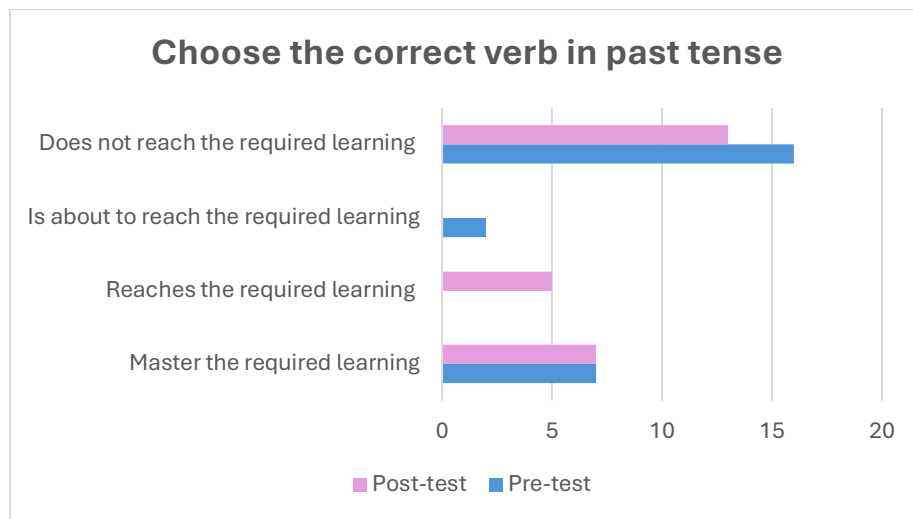 Choose the correct verb in past tense
Does not reach the required learning
Is about to reach the required learning
Reaches the required learning
Master the required learning
0 5 10 15 20
Post-test Pre-test